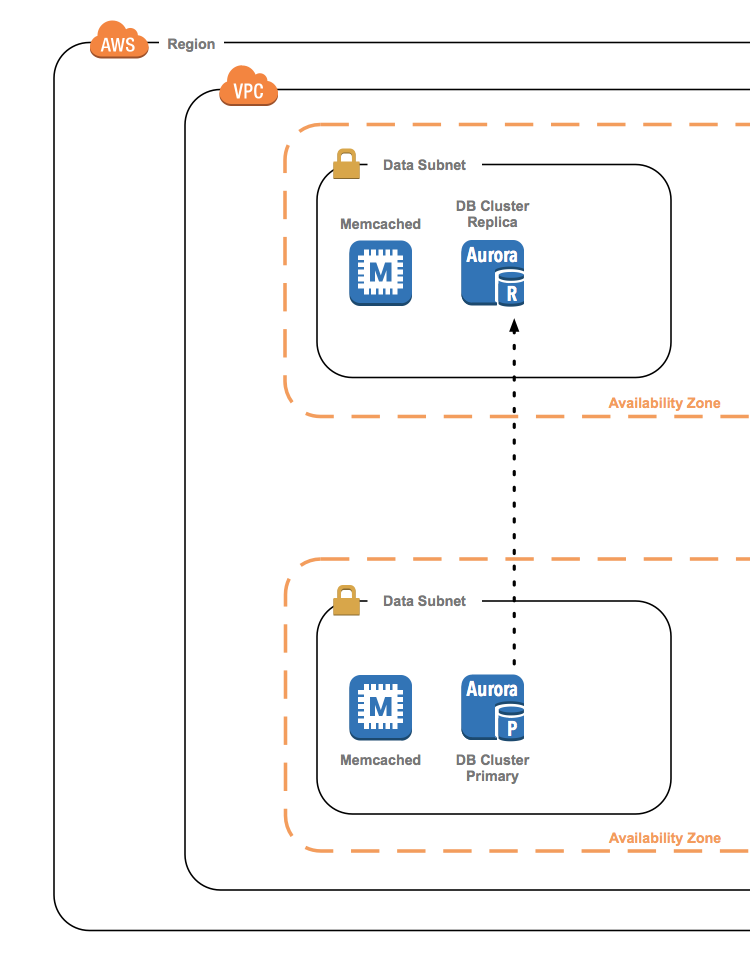 AWS
Region
VPC
Data Subnet
Memcached
DB Cluster
Replica
M
Aurora
R
Availability Zone
Data Subnet
M
Aurora
P
Memcached
DB Cluster
Primary
Availability Zone